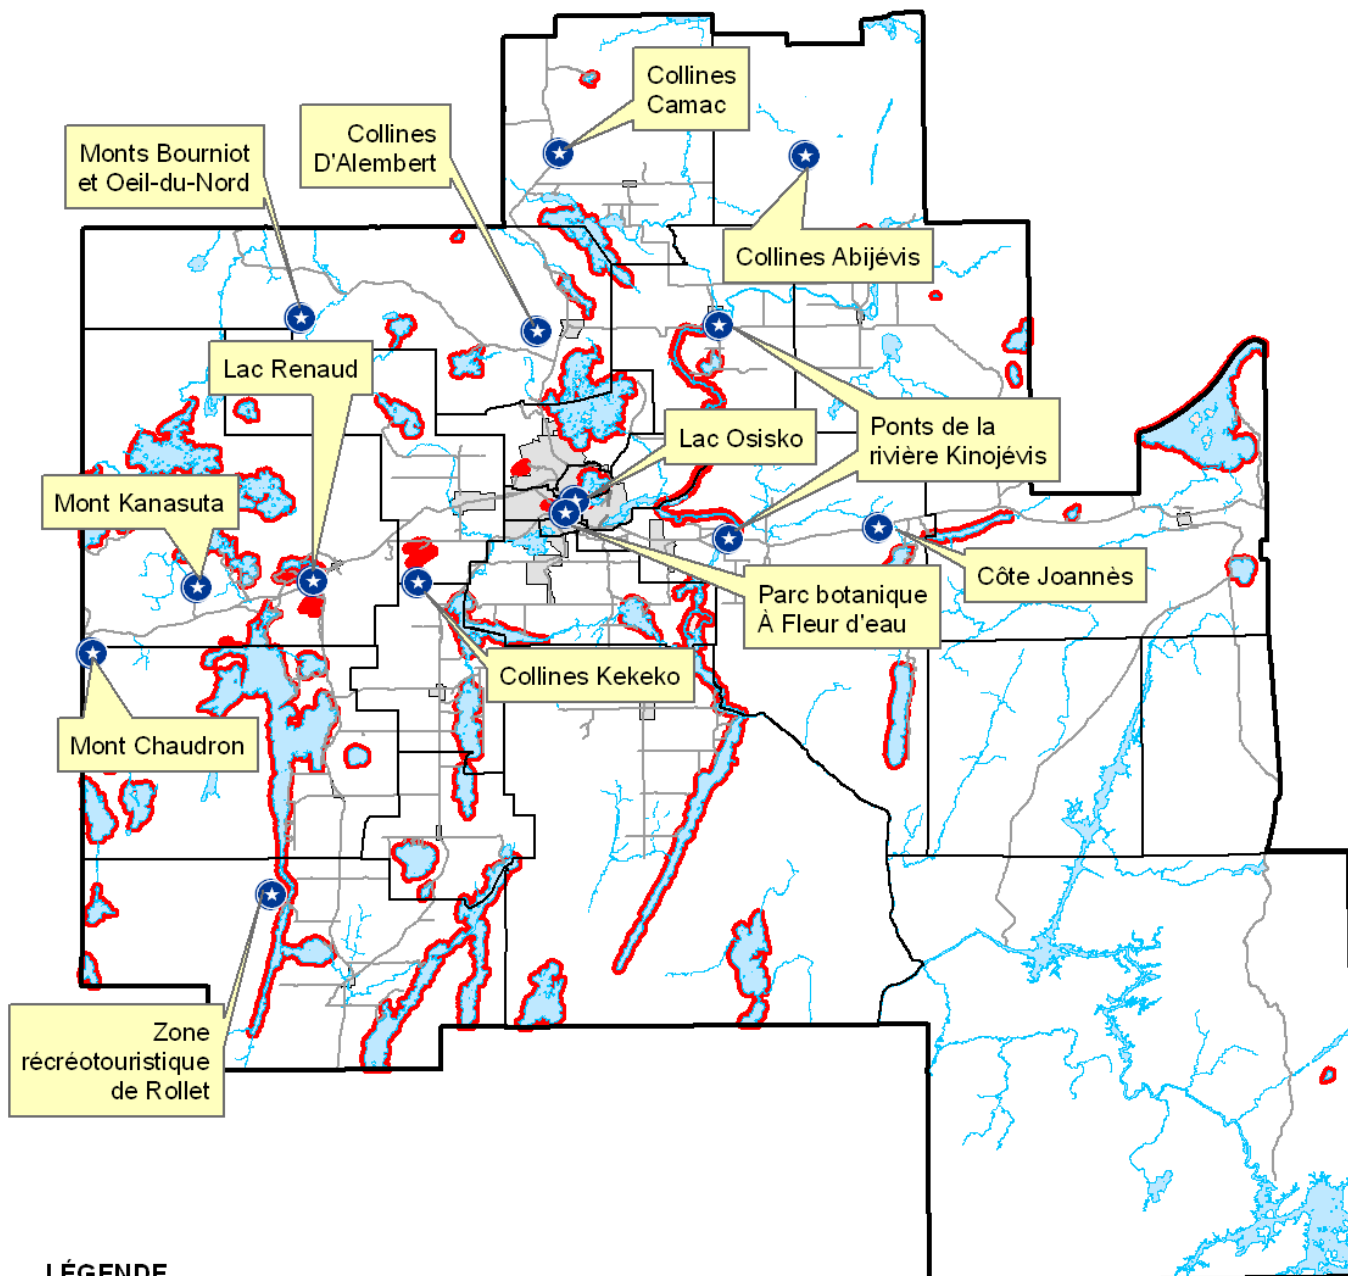 Collines
Camac
Collines
D'Alembert
Monts Bourniot
et Oeil-du-Nord
Collines Abijévis
Lac Renaud
Lac Osisko
Ponts de la
rivière Kinojévis
Mont Kanasuta
Côte Joannès
Parc botanique
À Fleur d'eau
Collines Kekeko
Mont Chaudron
Zone
récréotouristique
de Rollet
LÉGENDE